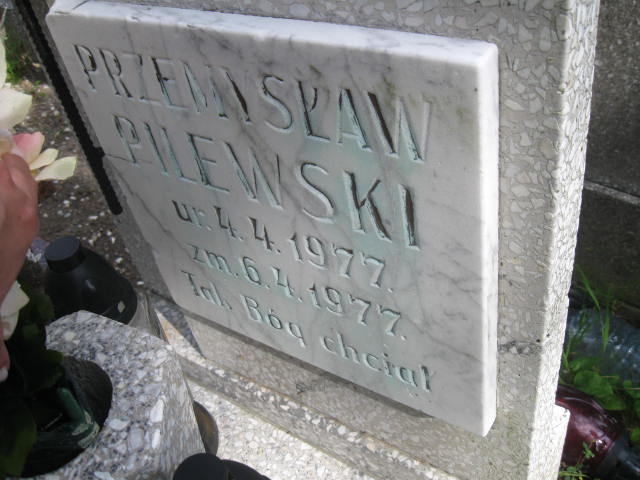 PRZEMYSŁAW
PILEWSKI
ur. 4.4.1977.
zm. 6.4.1977.
Tak Bóg chciał